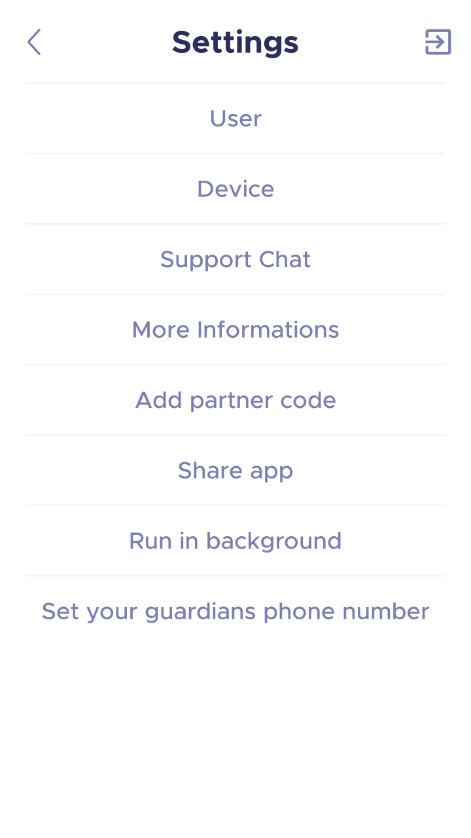 Settings
User
Device
Support Chat
More Informations
Add partner code
Share app
Run in background
Set your guardians phone number